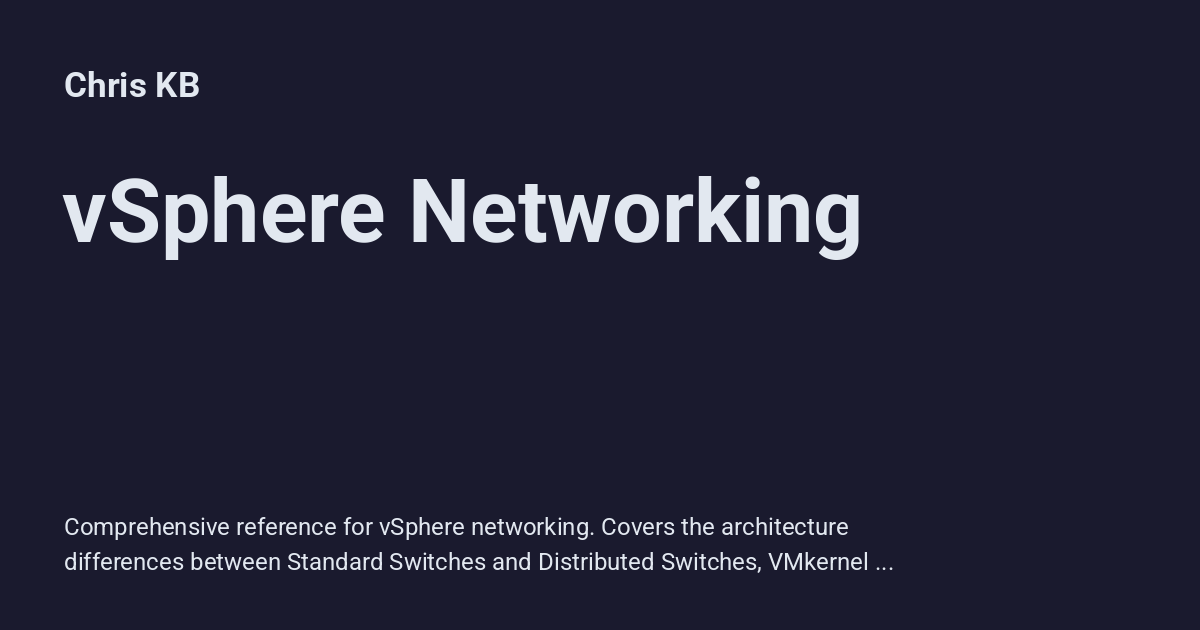 Chris KB
vSphere Networking
Comprehensive reference for vSphere networking. Covers the architecture
differences between Standard Switches and Distributed Switches, VMkernel ...